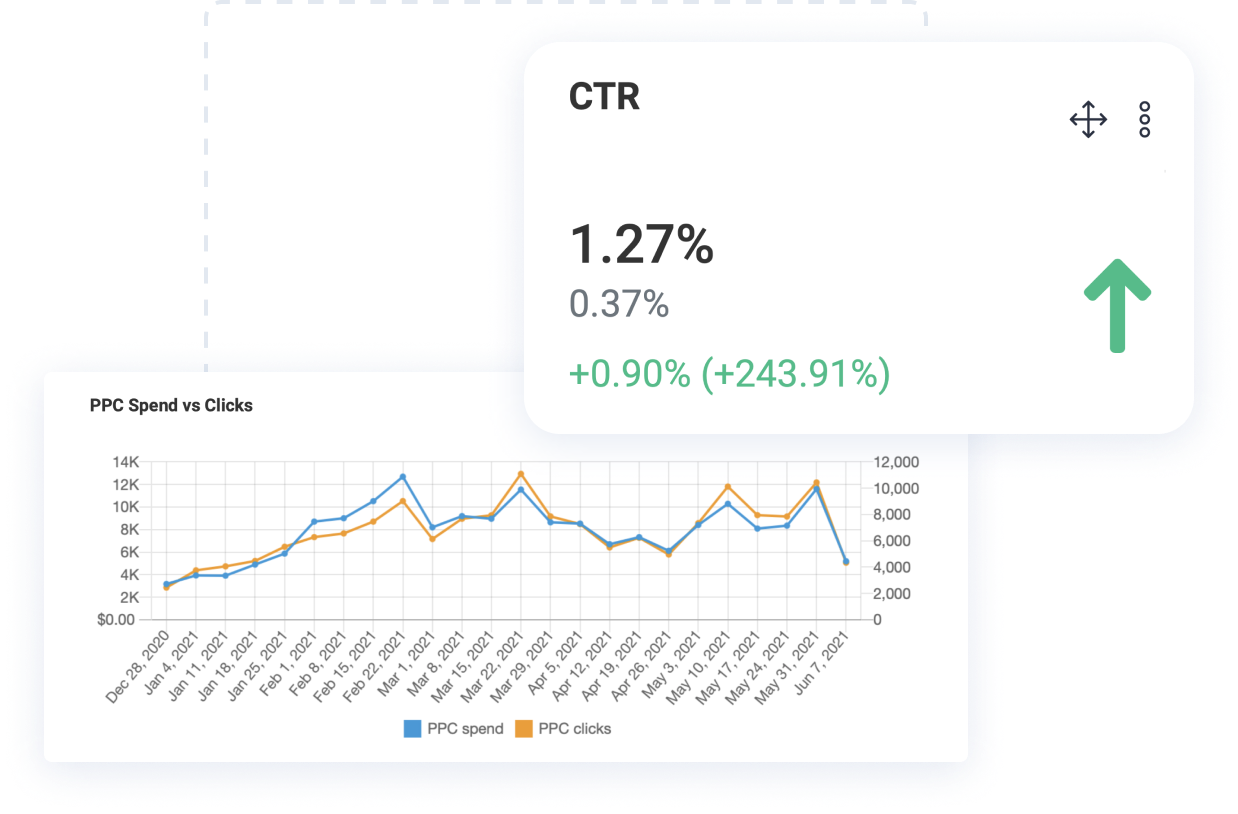 CTR
1.27%
0.37%
+0.90% (+243.91%)
PPC Spend vs Clicks
14K
12K
10K
8K
6K
4K
2K
$0.00
12,000
10,000
8,000
6,000
4,000
2,000
0
Dec 28, 2020
Jan 4, 2021
Jan 11, 2021
Jan 18, 2021
Jan 25, 2021
Feb 1, 2021
Feb 8, 2021
Feb 15, 2021
Feb 22, 2021
Mar 1, 2021
Mar 8, 2021
Mar 15, 2021
Mar 22, 2021
Mar 29, 2021
Apr 5, 2021
Apr 12, 2021
Apr 19, 2021
Apr 26, 2021
May 3, 2021
May 10, 2021
May 17, 2021
May 24, 2021
May 31, 2021
Jun 7, 2021
PPC spend
PPC clicks